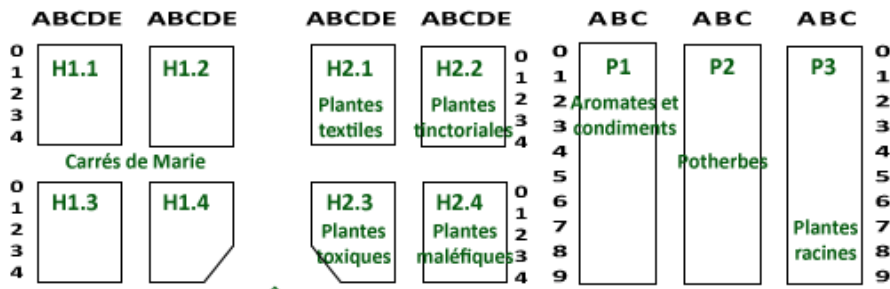 ABCDE ABCDE ABCDE ABCDE ABC ABC ABC
0 H1.1 H1.2 H2.1 H2.2 0 0 P1 P2 P3 0
1 1 1 1
2 Plantes Plantes 2 2 Aromates et 2
3 textiles tinctoriales 3 3 condiments 3
4 4 4 4
Carrés de Marie Potherbes
5 5
0 H1.3 H1.4 H2.3 H2.4 0 6 6
1 1
2 Plantes Plantes 2 7 Plantes 7
3 toxiques maléfiques 3 8 racines 8
4 4 9 9